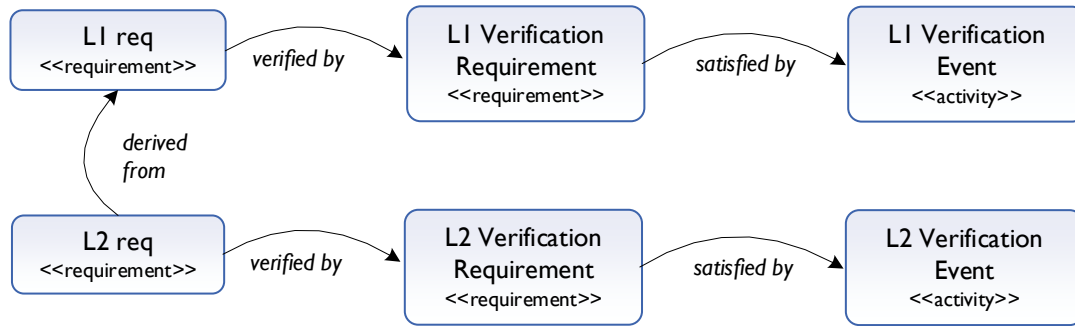 L1 req
<<requirement>>
verified by
L1 Verification
Requirement
<<requirement>>
satisfied by
L1 Verification
Event
<<activity>>
derived
from
L2 req
<<requirement>>
verified by
L2 Verification
Requirement
<<requirement>>
satisfied by
L2 Verification
Event
<<activity>>